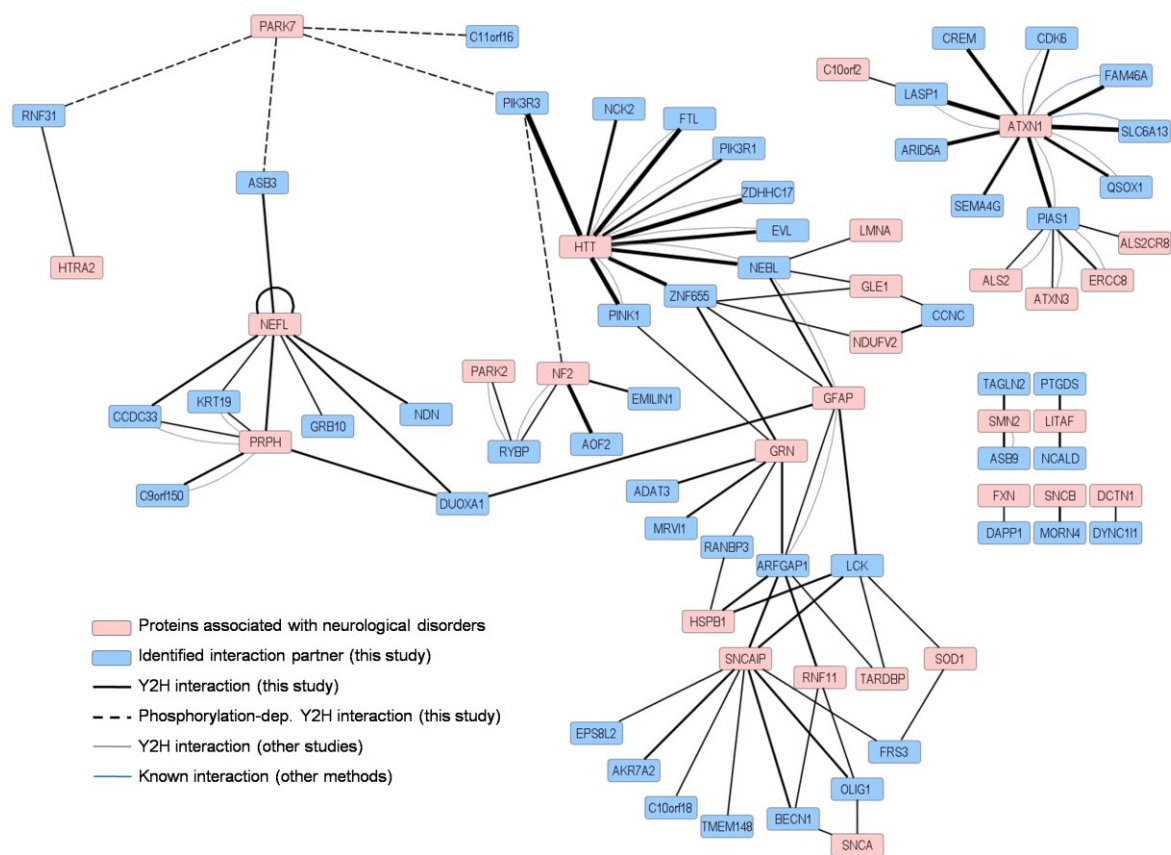 PARK7
C11orf16
CREM
CDK6
C10orf2
FAM46A
LASP1
RNF31
PIK3R3
NCK2
FTL
ATXN1
SLC6A13
PIK3R1
ARID5A
ASB3
ZDHHC17
QSOX1
SEMA4G
PIAS1
EVL
LMNA
HTT
ALS2CR8
HTRA2
NEBL
ALS2
ERCC8
GLE1
ZNF655
ATXN3
NEFL
PINK1
CCNC
NDUFV2
PARK2
NF2
TAGLN2
PTGDS
KRT19
EMILIN1
GFAP
CCDC33
NDN
SMN2
LITAF
GRB10
PRPH
AOF2
RYBP
GRN
ASB9
NCALD
C9orf150
ADAT3
DUOXA1
FXN
SNCB
DCTN1
MRVI1
DAPP1
MORN4
DYNC1I1
RANBP3
ARFGAP1
LCK
HSPB1
Proteins associated with neurological disorders
Identified interaction partner (this study)
SNCAIP
SOD1
RNF11
TARDBP
Y2H interaction (this study)
Phosphorylation-dep. Y2H interaction (this study)
EPS8L2
Y2H interaction (other studies)
FRS3
AKR7A2
Known interaction (other methods)
OLIG1
C10orf18
BECN1
TMEM148
SNCA